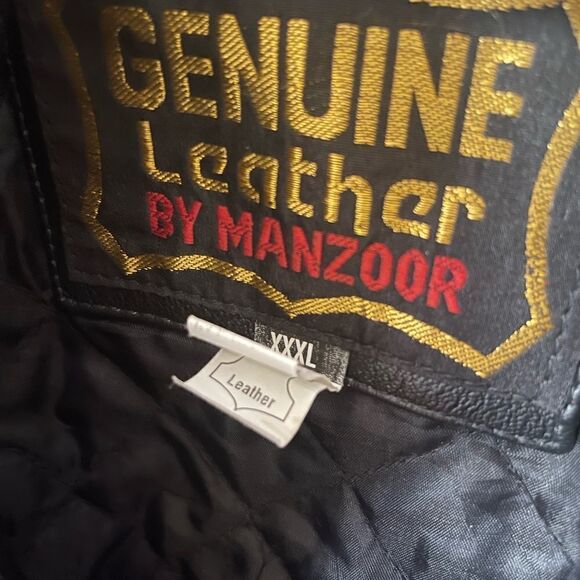 GENUINE
Leather
BY MANZOOR
XXXL
Leather